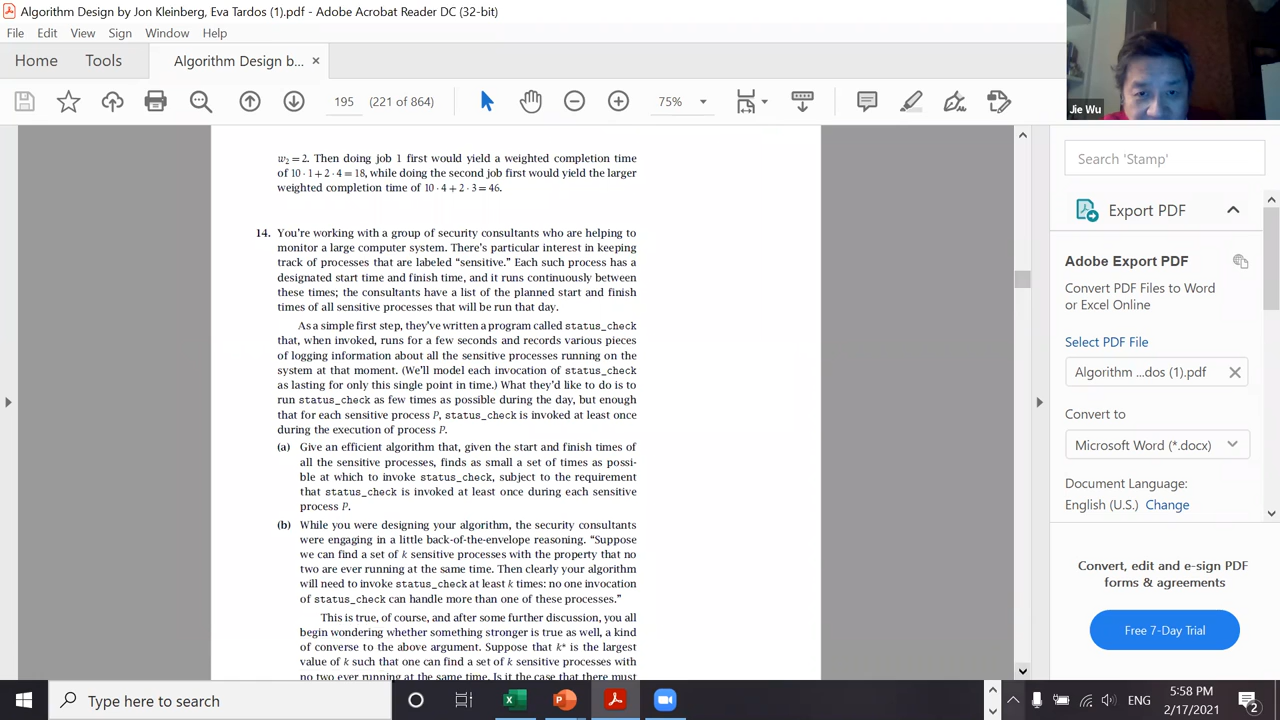 Algorithm Design by Jon Kleinberg, Eva Tardos (1).pdf - Adobe Acrobat Reader DC (32-bit)
File Edit View Sign Window Help
Home Tools Algorithm Design b... ×
195 (221 of 864) 75%
Jie Wu
w₂ = 2. Then doing job 1 first would yield a weighted completion time
of 10 · 1 + 2 · 4 = 18, while doing the second job first would yield the larger
weighted completion time of 10 · 4 + 2 · 3 = 46.
14. You're working with a group of security consultants who are helping to
monitor a large computer system. There's particular interest in keeping
track of processes that are labeled "sensitive." Each such process has a
designated start time and finish time, and it runs continuously between
these times; the consultants have a list of the planned start and finish
times of all sensitive processes that will be run that day.
As a simple first step, they've written a program called status_check
that, when invoked, runs for a few seconds and records various pieces
of logging information about all the sensitive processes running on the
system at that moment. (We'll model each invocation of status_check
as lasting for only this single point in time.) What they'd like to do is to
run status_check as few times as possible during the day, but enough
that for each sensitive process P, status_check is invoked at least once
during the execution of process P.
(a) Give an efficient algorithm that, given the start and finish times of
all the sensitive processes, finds as small a set of times as possi-
ble at which to invoke status_check, subject to the requirement
that status_check is invoked at least once during each sensitive
process P.
(b) While you were designing your algorithm, the security consultants
were engaging in a little back-of-the-envelope reasoning. "Suppose
we can find a set of k sensitive processes with the property that no
two are ever running at the same time. Then clearly your algorithm
will need to invoke status_check at least k times: no one invocation
of status_check can handle more than one of these processes."
This is true, of course, and after some further discussion, you all
begin wondering whether something stronger is true as well, a kind
of converse to the above argument. Suppose that k* is the largest
value of k such that one can find a set of k sensitive processes with
no two ever running at the same time. Is it the case that there must
Search 'Stamp'
Export PDF
Adobe Export PDF
Convert PDF Files to Word
or Excel Online
Select PDF File
Algorithm ...dos (1).pdf
Convert to
Microsoft Word (*.docx)
Document Language:
English (U.S.) Change
Convert, edit and e-sign PDF
forms & agreements
Free 7-Day Trial
Type here to search
ENG
5:58 PM
2/17/2021
2